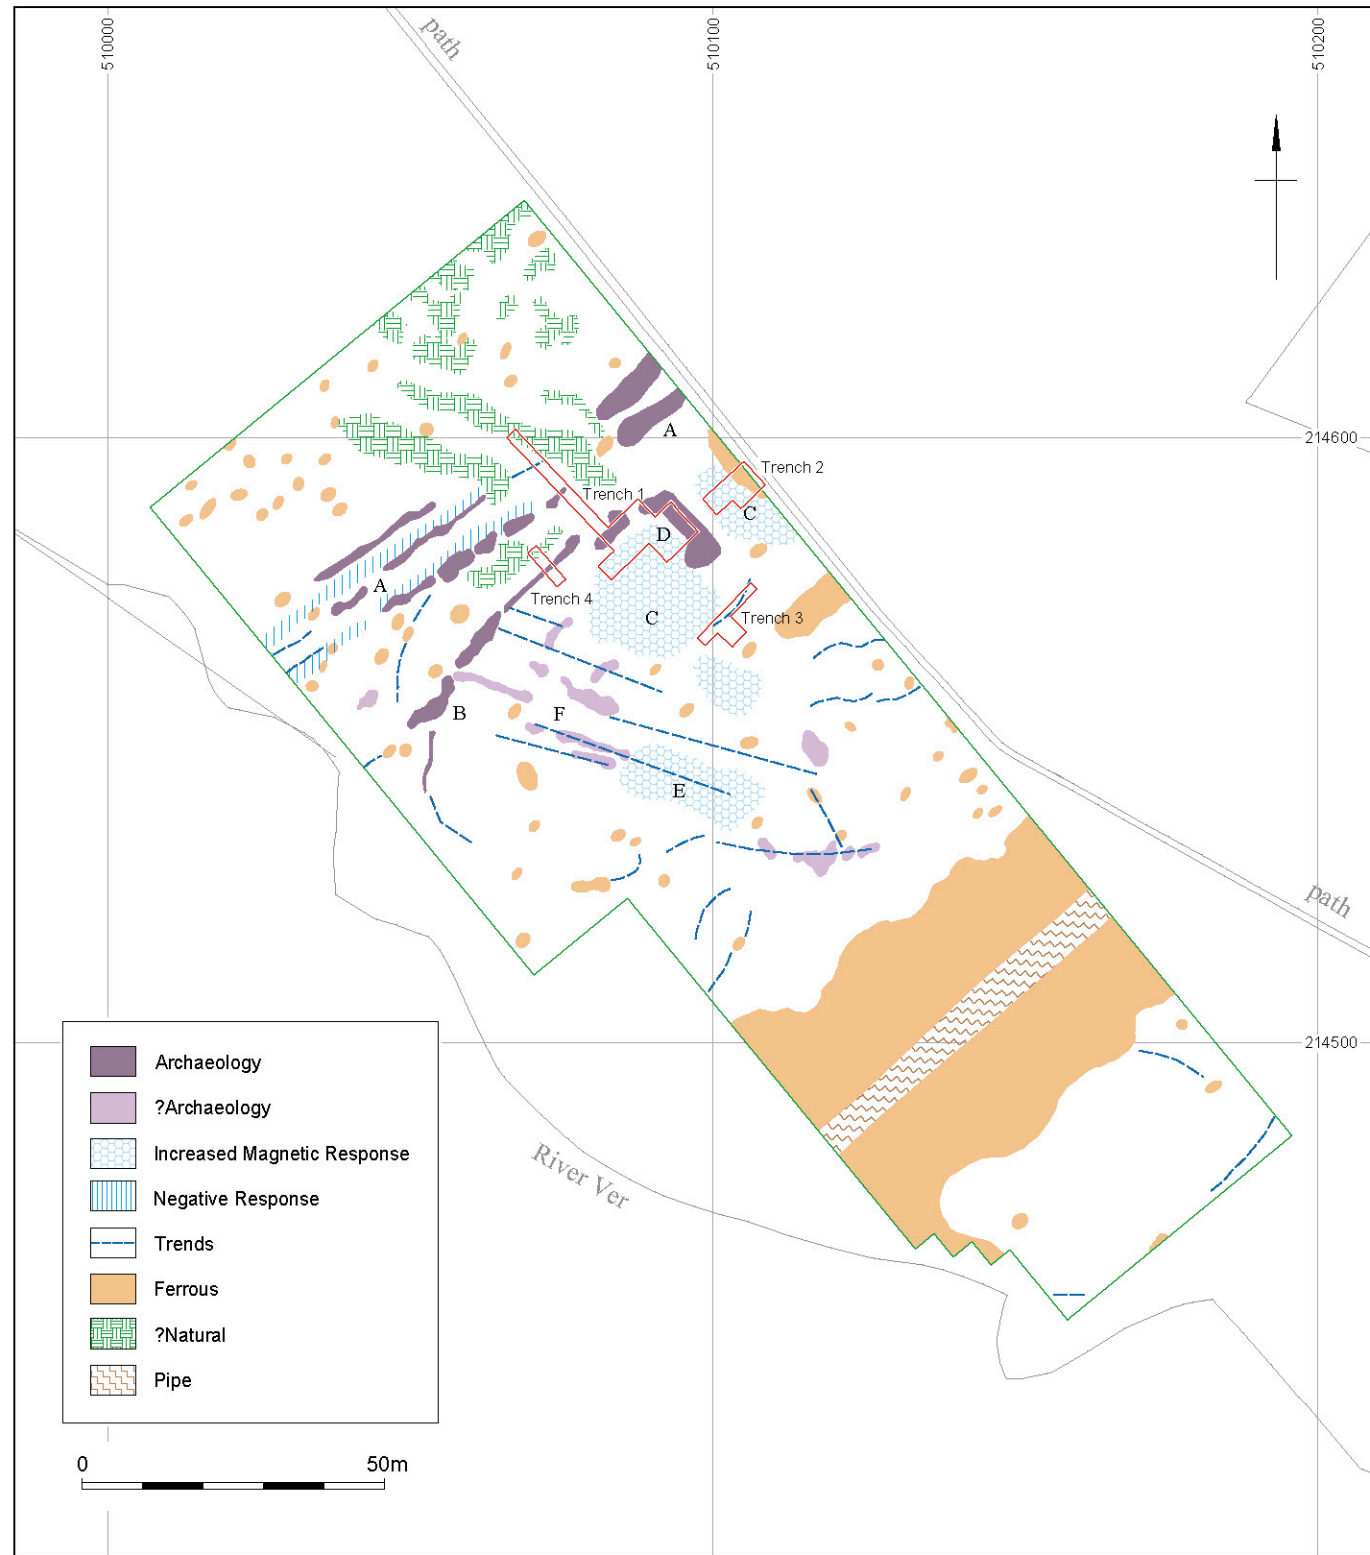 510000
510100
510200
path
A
214600
Trench 2
Trench 1
C
D
A
Trench 4
C
Trench 3
B
F
E
path
214500
River Ver
Archaeology
?Archaeology
Increased Magnetic Response
Negative Response
Trends
Ferrous
?Natural
Pipe
0 50m